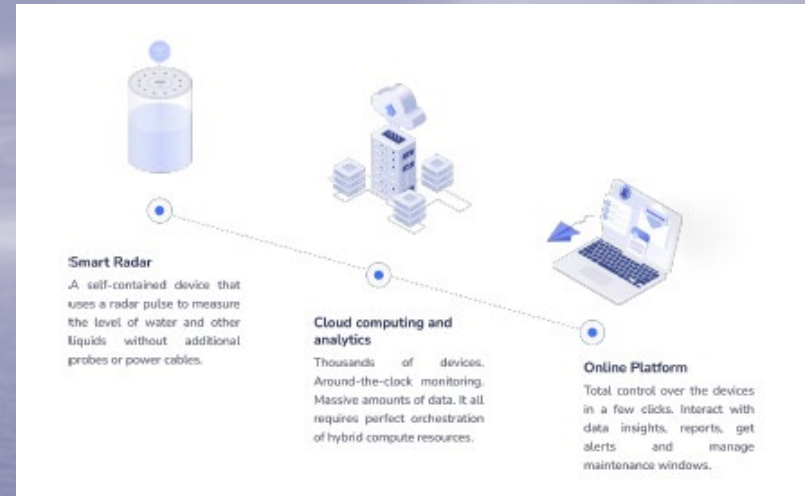 Smart Radar
A self-contained device that
uses a radar pulse to measure
the level of water and other
liquids without additional
probes or power cables.
Cloud computing and
analytics
Thousands of devices.
Around-the-clock monitoring.
Massive amounts of data. It all
requires perfect orchestration
of hybrid compute resources.
Online Platform
Total control over the devices
in a few clicks. Interact with
data insights, reports, get
alerts and manage
maintenance windows.